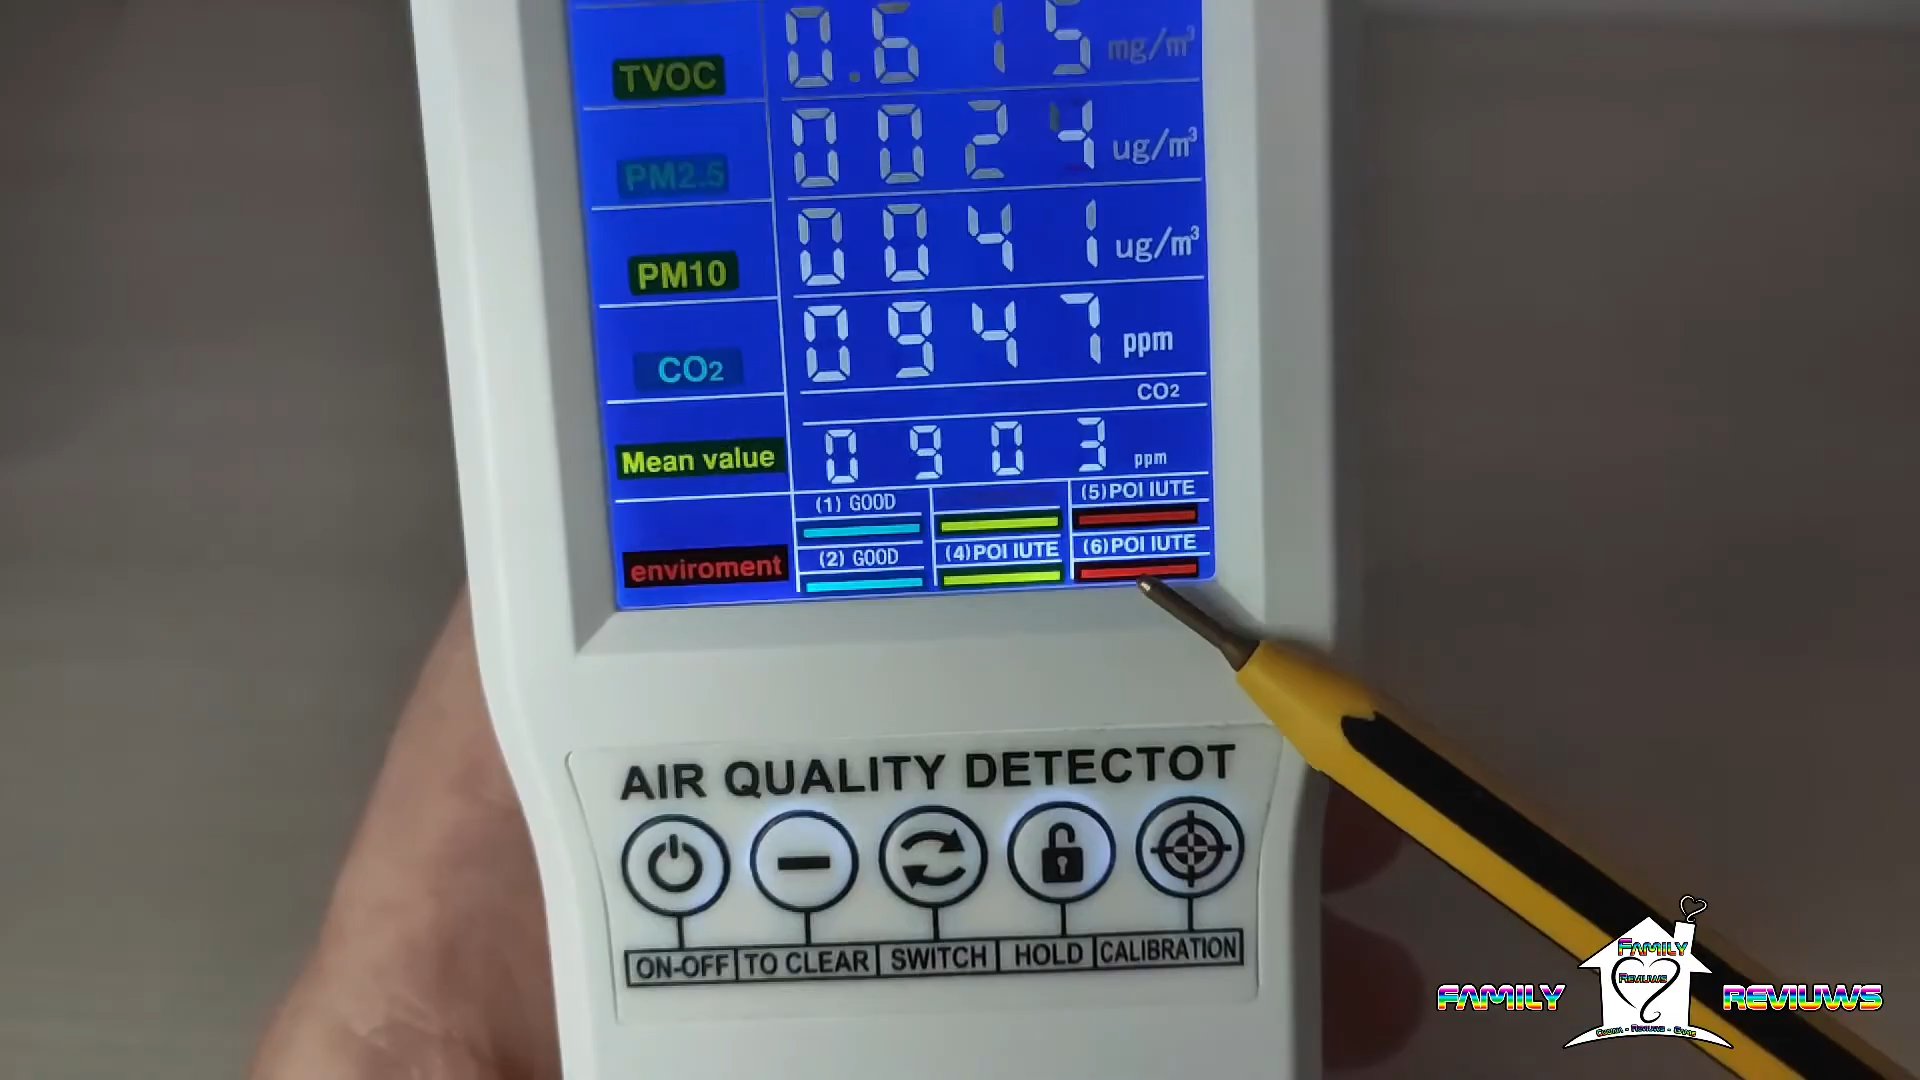 TVOC 0.615 mg/m³
PM2.5 0024 ug/m³
PM10 0041 ug/m³
CO2 0947 ppm
CO2
Mean value 0903 ppm
(1) GOOD (5)POI IUTE
enviroment (2) GOOD (4)POI IUTE (6)POI IUTE
AIR QUALITY DETECTOT
ON-OFF TO CLEAR SWITCH HOLD CALIBRATION
FAMILY REVIUWS
FAMILY
REVIUWS